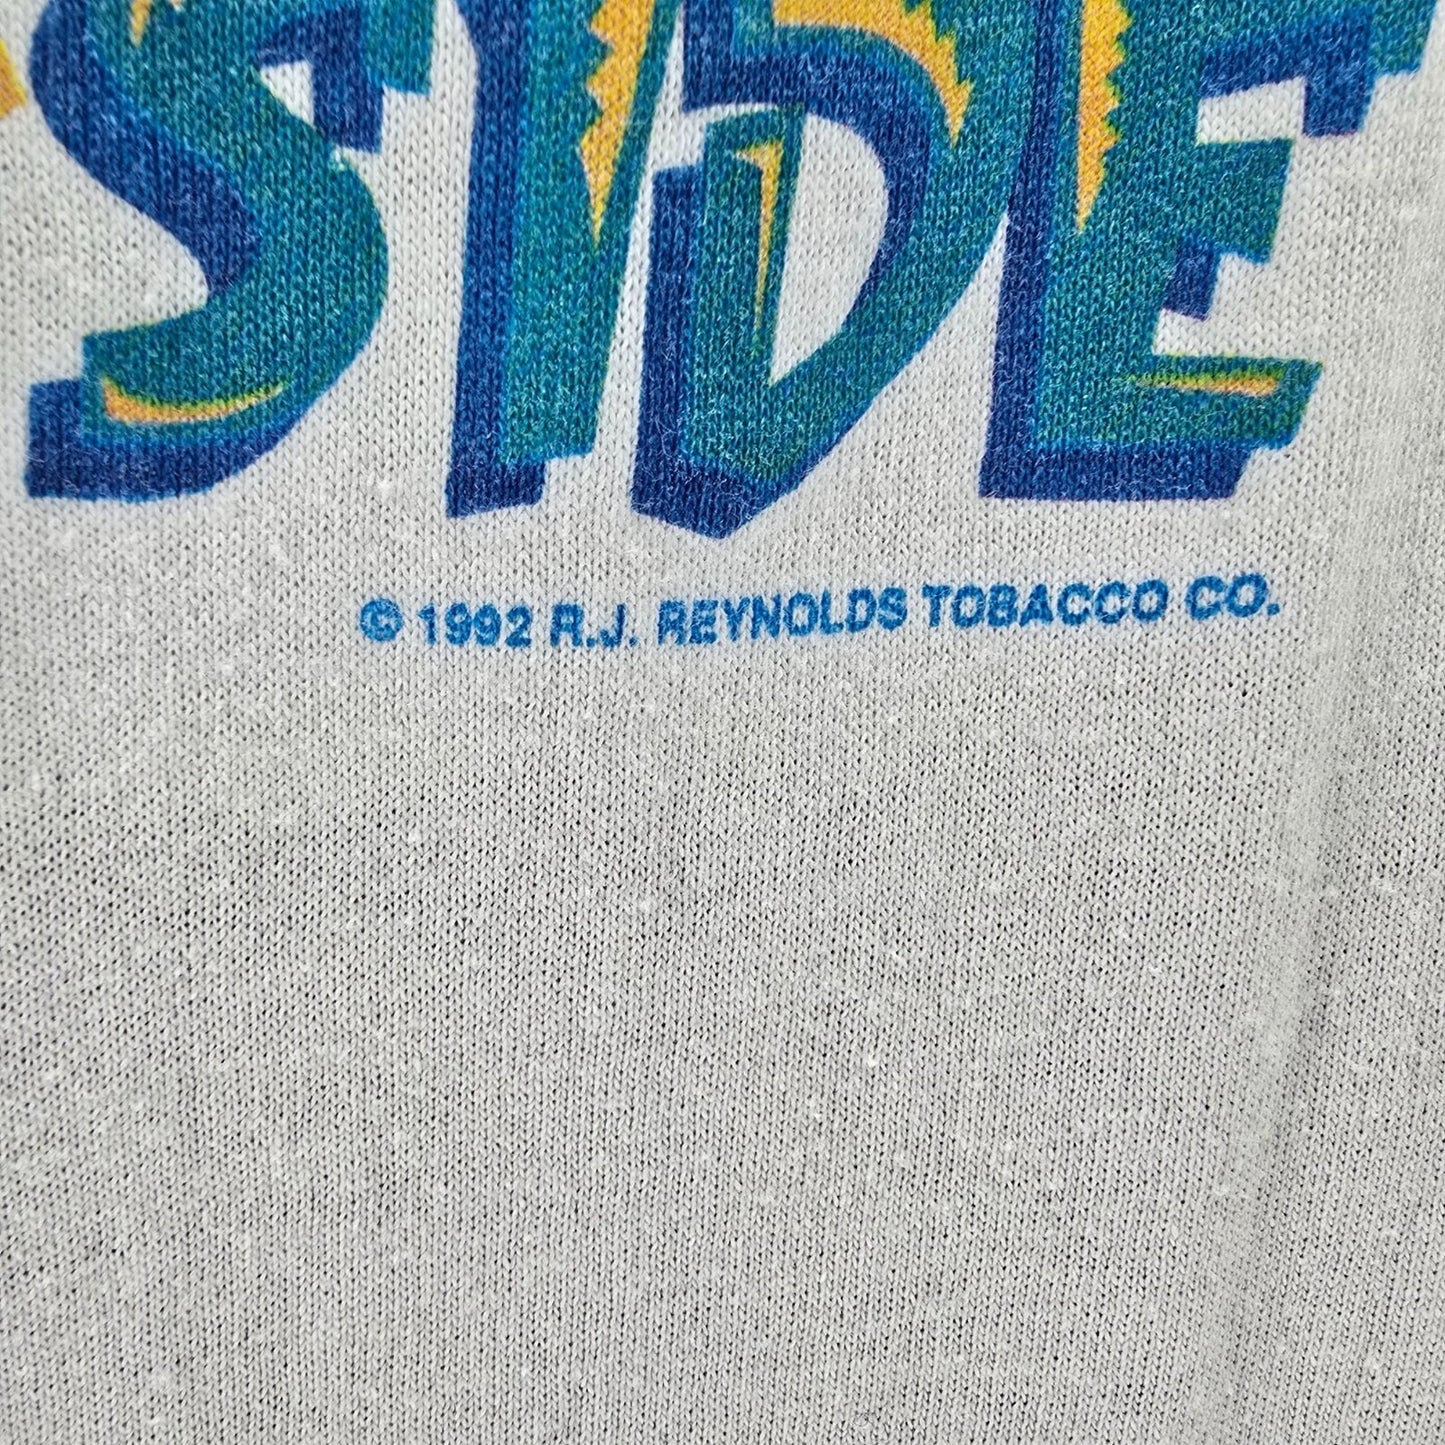 SIDE
© 1992 R.J. REYNOLDS TOBACCO CO.